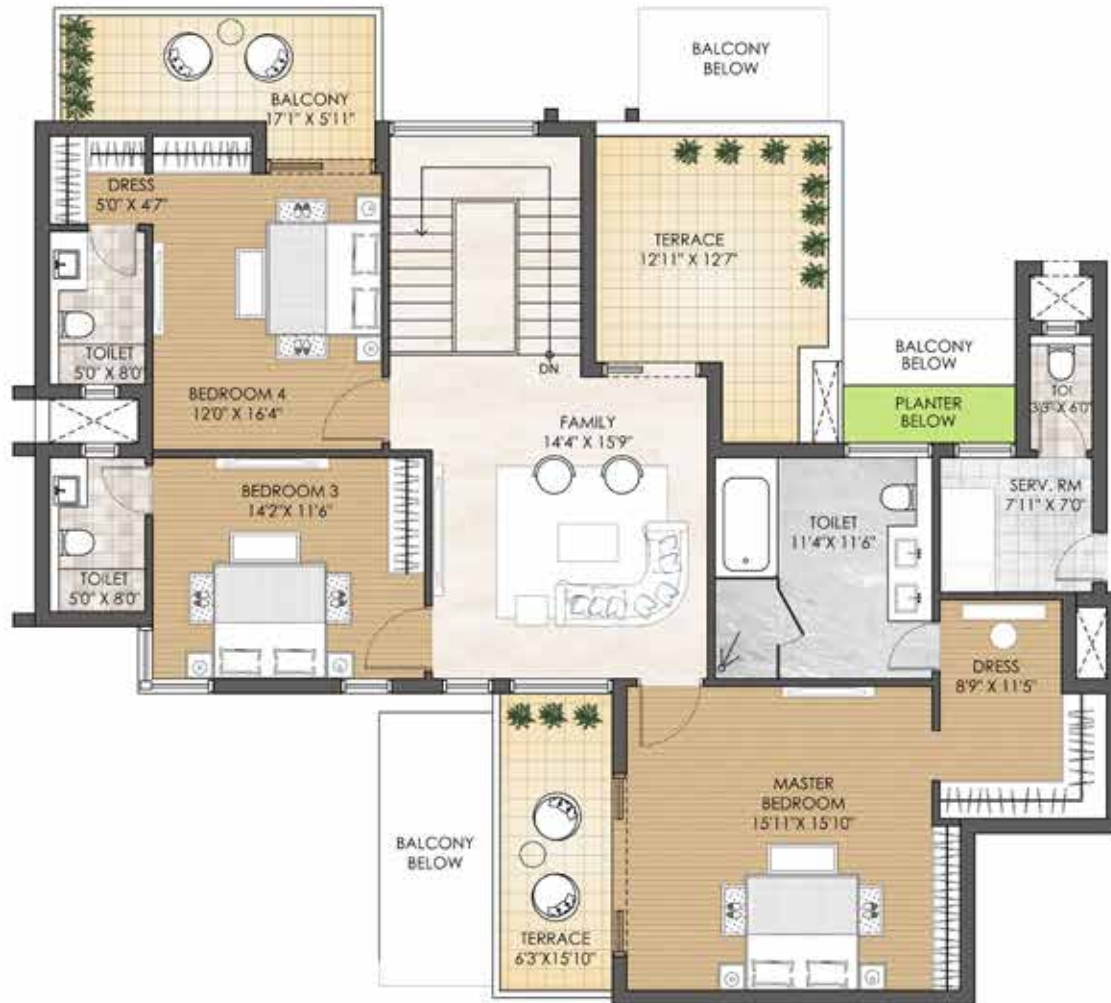 BALCONY
BELOW
BALCONY
17'1" X 5'11"
DRESS
5'0" X 4'7"
TERRACE
12'11" X 12'7"
TOILET
5'0" X 8'0"
BEDROOM 4
12'0" X 16'4"
DN
BALCONY
BELOW
PLANTER
BELOW
TOI
3'3" X 6'0"
FAMILY
14'4" X 15'9"
BEDROOM 3
14'2"X 11'6"
SERV. RM
7'11" X 7'0"
TOILET
11'4"X 11'6"
TOILET
5'0" X 8'0"
DRESS
8'9" X 11'5"
MASTER
BEDROOM
15'11"X 15'10"
BALCONY
BELOW
TERRACE
6'3"X15'10"